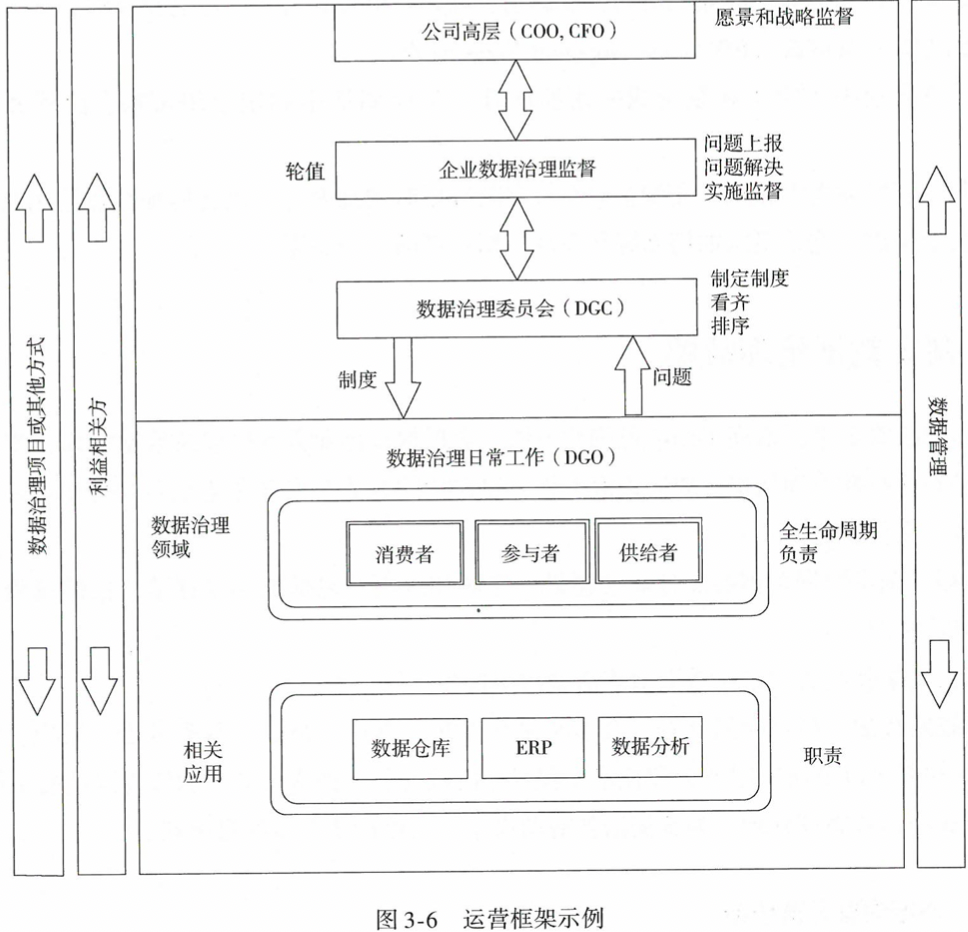 公司高层（COO, CFO）
愿景和战略监督
轮值
企业数据治理监督
问题上报
问题解决
实施监督
数据治理委员会（DGC）
制定制度
看齐
排序
制度
问题
数据治理项目或其他方式
利益相关方
数据管理
数据治理日常工作（DGO）
数据治理
领域
消费者
参与者
供给者
全生命周期
负责
相关
应用
数据仓库
ERP
数据分析
职责
图 3-6 运营框架示例